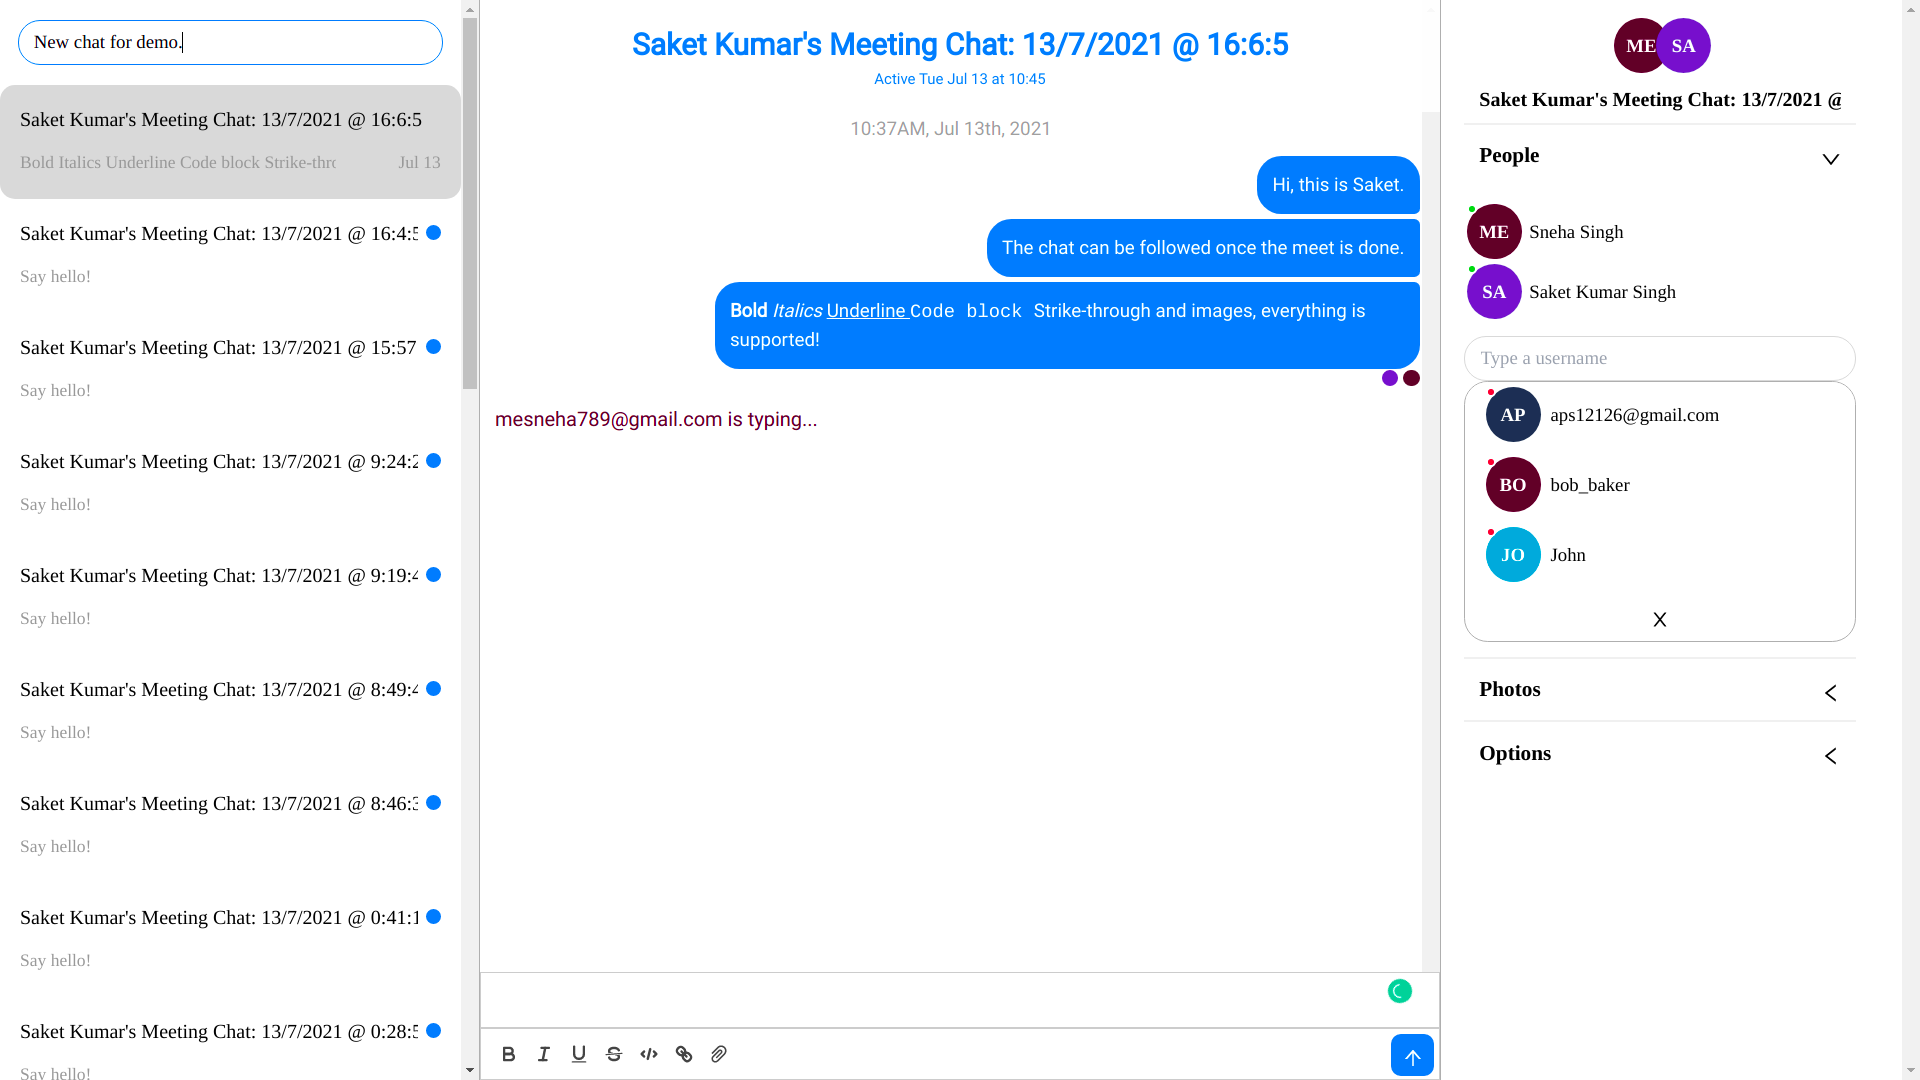 New chat for demo.
Saket Kumar's Meeting Chat: 13/7/2021 @ 16:6:5
Bold Italics Underline Code block Strike-thro
Jul 13
Saket Kumar's Meeting Chat: 13/7/2021 @ 16:4:5
Say hello!
Saket Kumar's Meeting Chat: 13/7/2021 @ 15:57
Say hello!
Saket Kumar's Meeting Chat: 13/7/2021 @ 9:24:2
Say hello!
Saket Kumar's Meeting Chat: 13/7/2021 @ 9:19:4
Say hello!
Saket Kumar's Meeting Chat: 13/7/2021 @ 8:49:4
Say hello!
Saket Kumar's Meeting Chat: 13/7/2021 @ 8:46:3
Say hello!
Saket Kumar's Meeting Chat: 13/7/2021 @ 0:41:1
Say hello!
Saket Kumar's Meeting Chat: 13/7/2021 @ 0:28:5
Say hello!
Saket Kumar's Meeting Chat: 13/7/2021 @ 16:6:5
Active Tue Jul 13 at 10:45
10:37AM, Jul 13th, 2021
Hi, this is Saket.
The chat can be followed once the meet is done.
Bold Italics Underline Code block Strike-through and images, everything is
supported!
mesneha789@gmail.com is typing...
ME SA
Saket Kumar's Meeting Chat: 13/7/2021 @
People
ME Sneha Singh
SA Saket Kumar Singh
Type a username
AP aps12126@gmail.com
BO bob_baker
JO John
X
Photos
Options